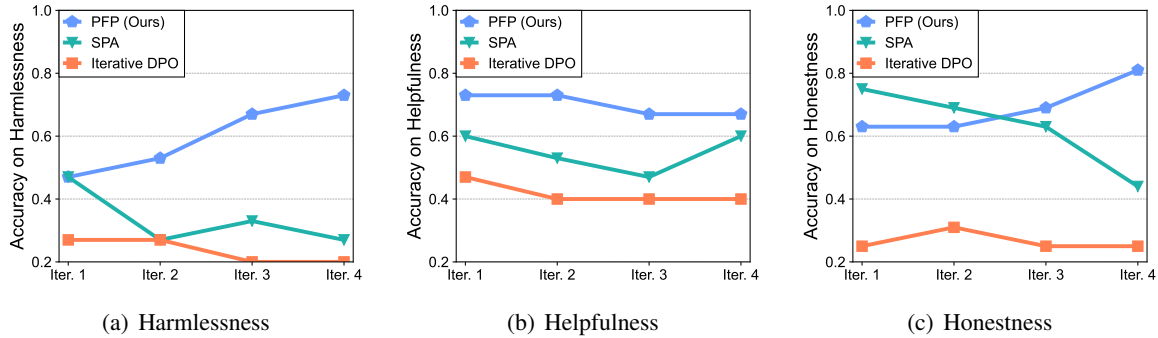 Accuracy on Harmlessness
1.0
0.8
0.6
0.4
0.2
PFP (Ours)
SPA
Iterative DPO
Iter. 1
Iter. 2
Iter. 3
Iter. 4
(a) Harmlessness
Accuracy on Helpfulness
1.0
0.8
0.6
0.4
0.2
PFP (Ours)
SPA
Iterative DPO
Iter. 1
Iter. 2
Iter. 3
Iter. 4
(b) Helpfulness
Accuracy on Honestness
1.0
0.8
0.6
0.4
0.2
PFP (Ours)
SPA
Iterative DPO
Iter. 1
Iter. 2
Iter. 3
Iter. 4
(c) Honestness